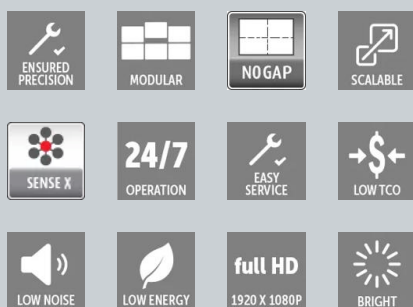 ENSURED
PRECISION
MODULAR
NO GAP
SCALABLE
SENSE X
24/7
OPERATION
EASY
SERVICE
LOW TCO
LOW NOISE
LOW ENERGY
full HD
1920 X 1080P
BRIGHT